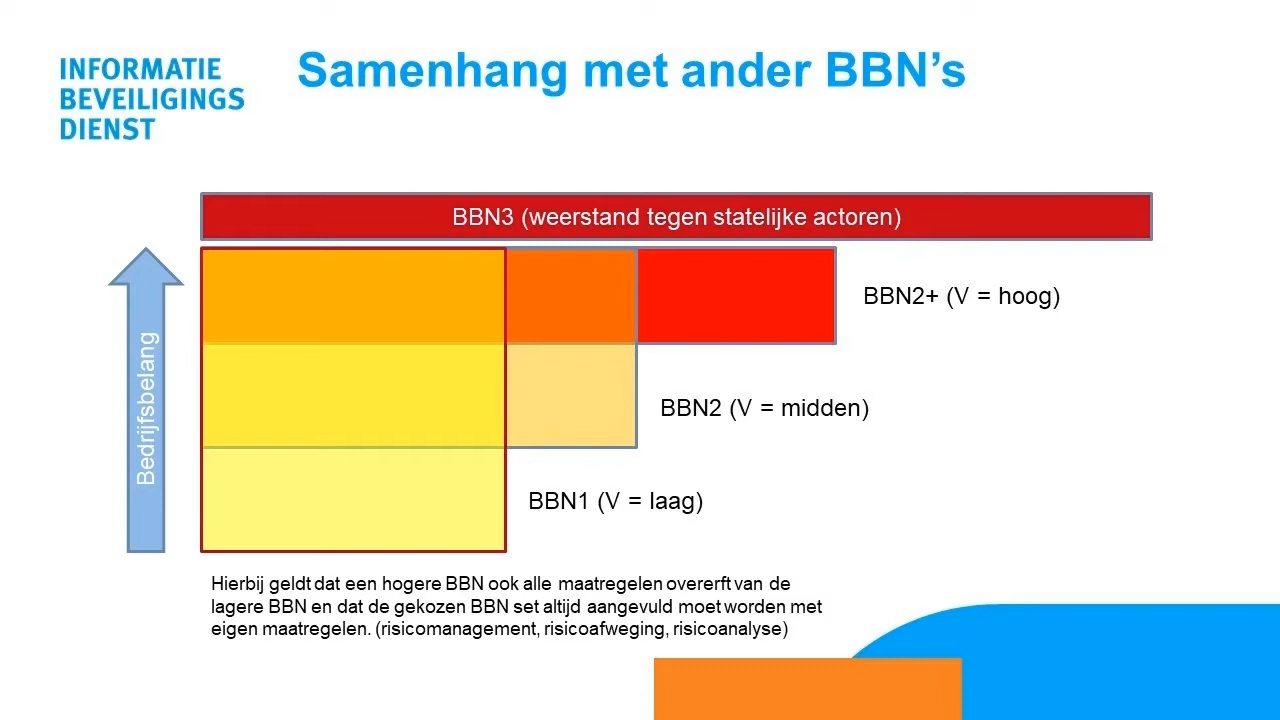 INFORMATIE
BEVEILIGINGS
DIENST
Samenhang met ander BBN's
BBN3 (weerstand tegen statelijke actoren)
Bedrijfsbelang
BBN2+ (V = hoog)
BBN2 (V = midden)
BBN1 (V = laag)
Hierbij geldt dat een hogere BBN ook alle maatregelen overerft van de
lagere BBN en dat de gekozen BBN set altijd aangevuld moet worden met
eigen maatregelen. (risicomanagement, risicoafweging, risicoanalyse)